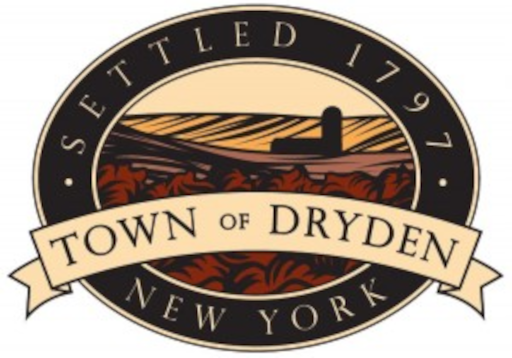 SETTLED 1797
TOWN OF DRYDEN
NEW YORK